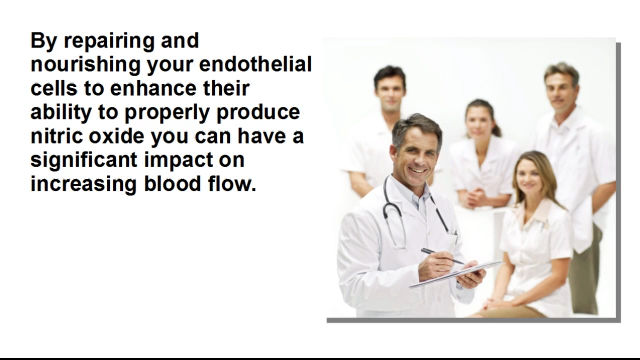 By repairing and
nourishing your endothelial
cells to enhance their
ability to properly produce
nitric oxide you can have a
significant impact on
increasing blood flow.